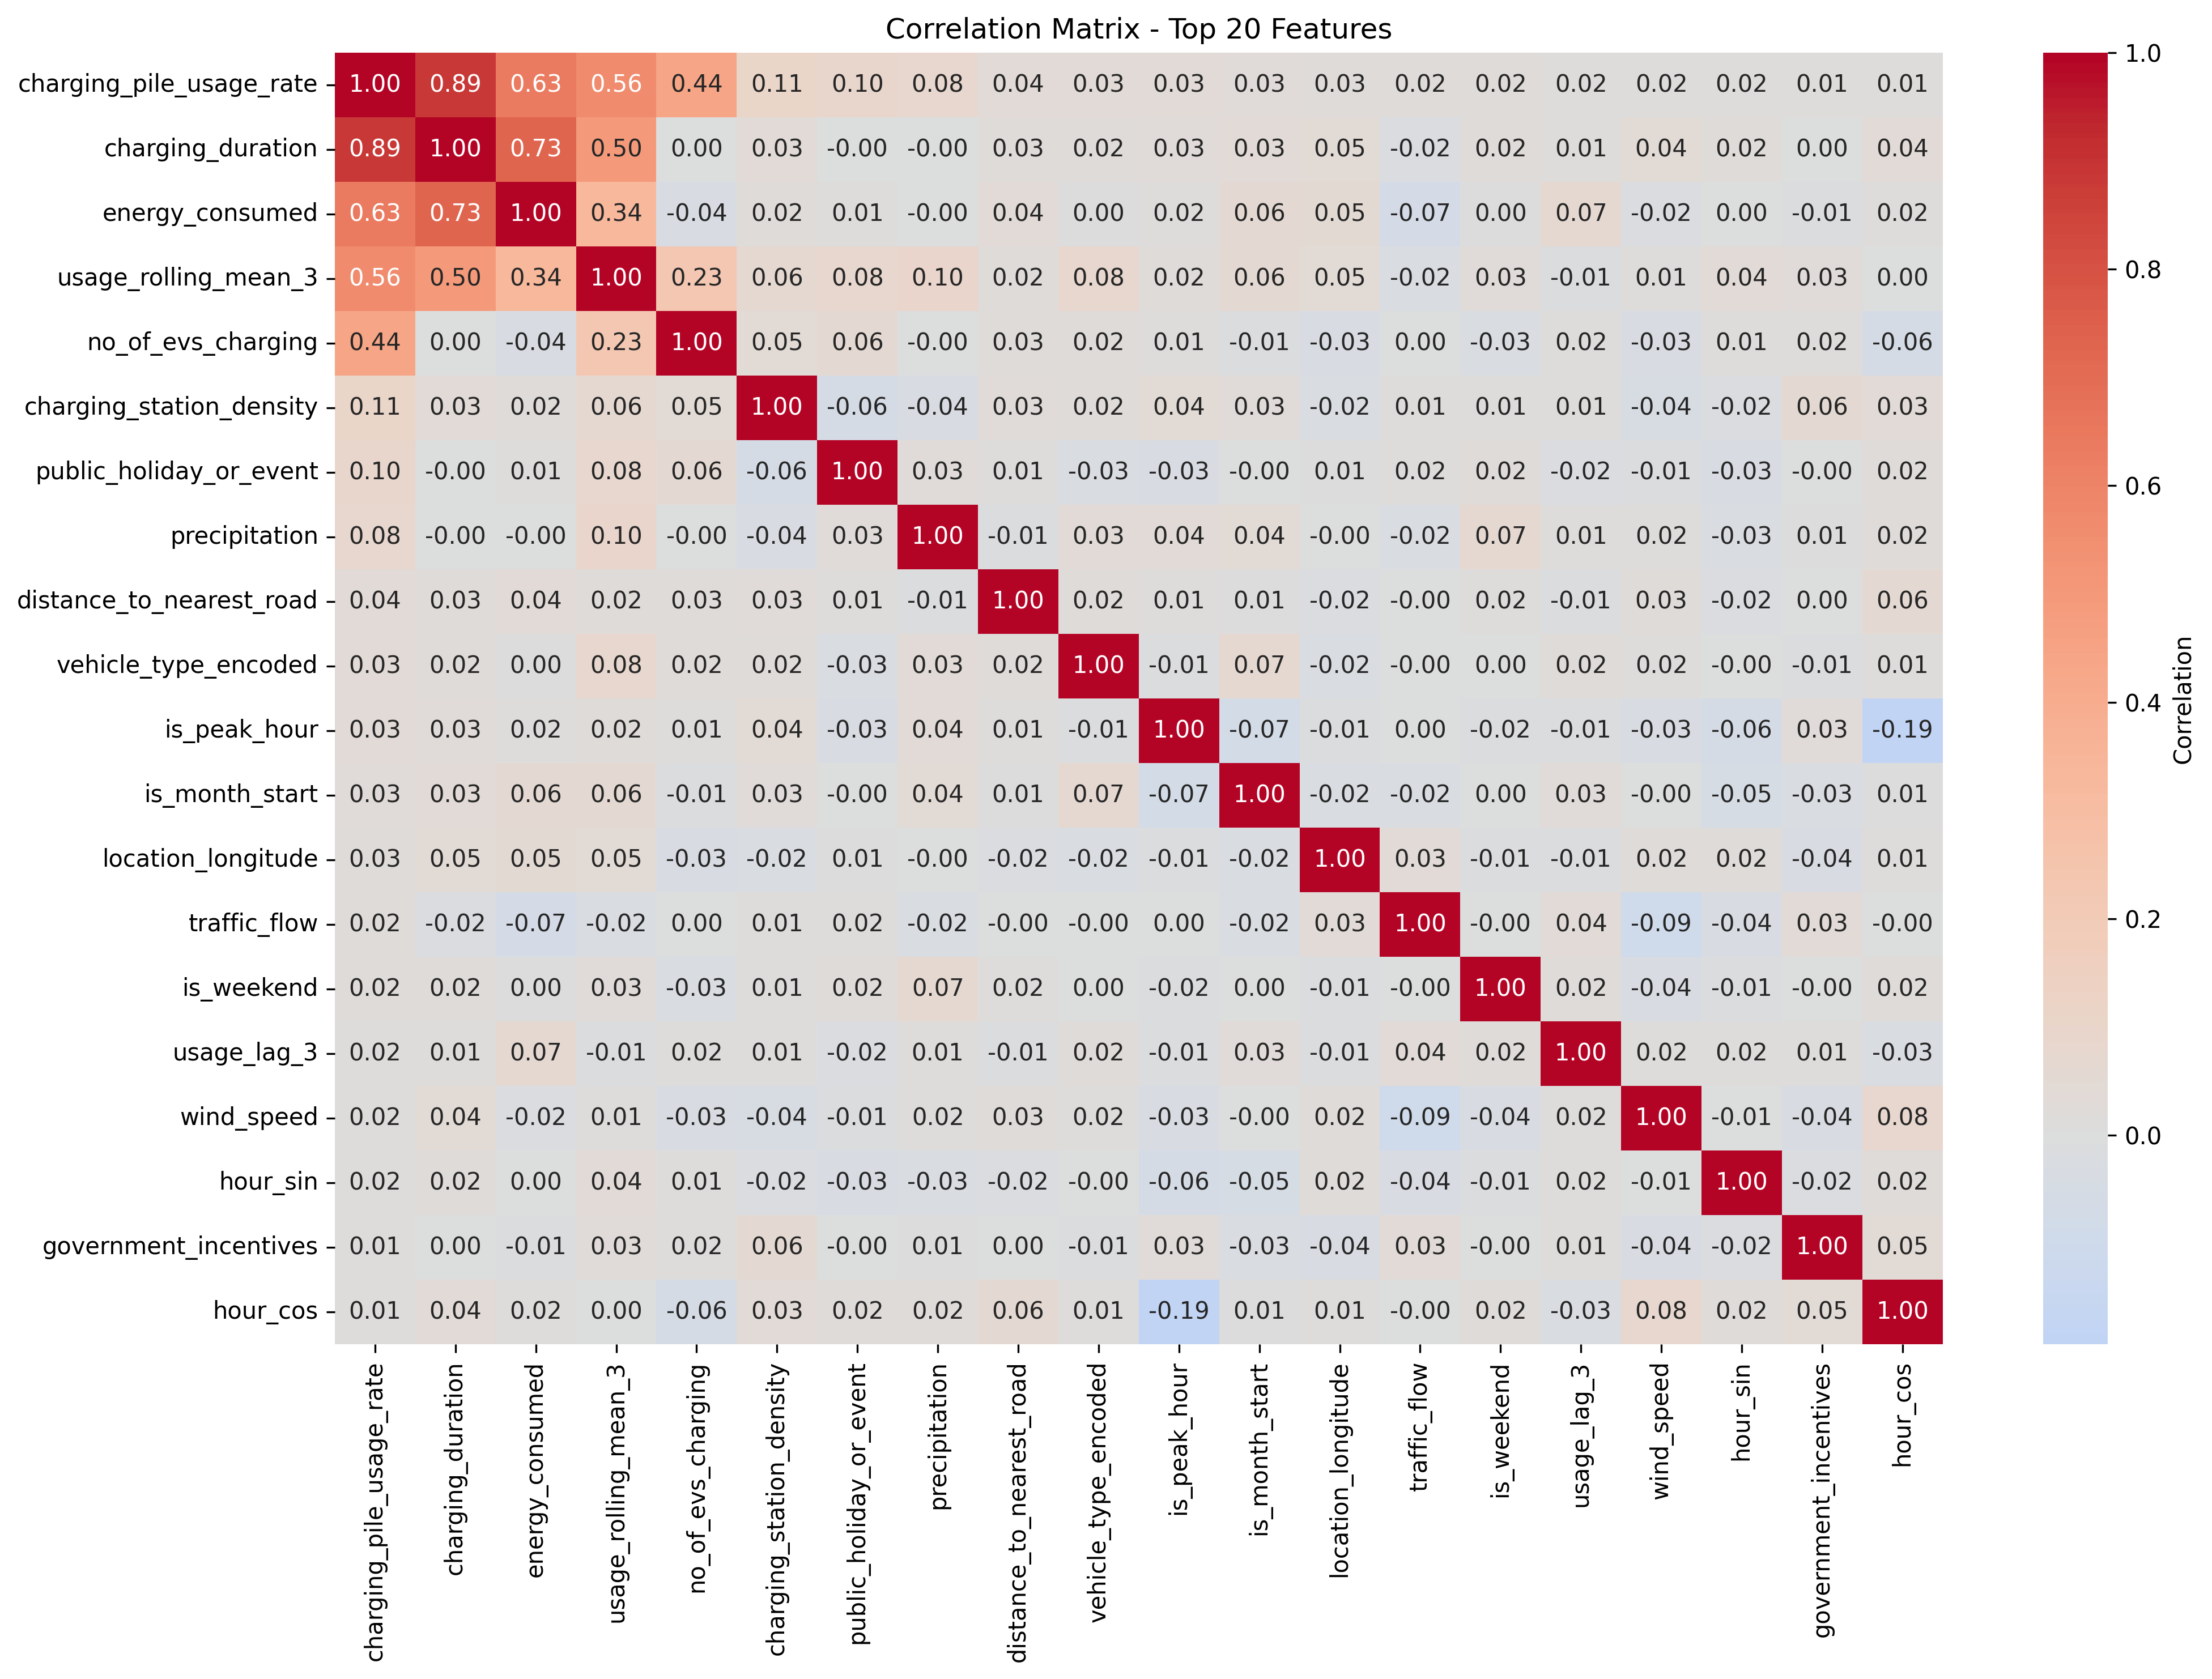 Correlation Matrix - Top 20 Features
charging_pile_usage_rate 1.00 0.89 0.63 0.56 0.44 0.11 0.10 0.08 0.04 0.03 0.03 0.03 0.03 0.02 0.02 0.02 0.02 0.02 0.01 0.01
charging_duration 0.89 1.00 0.73 0.50 0.00 0.03 -0.00 -0.00 0.03 0.02 0.03 0.03 0.05 -0.02 0.02 0.01 0.04 0.02 0.00 0.04
energy_consumed 0.63 0.73 1.00 0.34 -0.04 0.02 0.01 -0.00 0.04 0.00 0.02 0.06 0.05 -0.07 0.00 0.07 -0.02 0.00 -0.01 0.02
usage_rolling_mean_3 0.56 0.50 0.34 1.00 0.23 0.06 0.08 0.10 0.02 0.08 0.02 0.06 0.05 -0.02 0.03 -0.01 0.01 0.04 0.03 0.00
no_of_evs_charging 0.44 0.00 -0.04 0.23 1.00 0.05 0.06 -0.00 0.03 0.02 0.01 -0.01 -0.03 0.00 -0.03 0.02 -0.03 0.01 0.02 -0.06
charging_station_density 0.11 0.03 0.02 0.06 0.05 1.00 -0.06 -0.04 0.03 0.02 0.04 0.03 -0.02 0.01 0.01 0.01 -0.04 -0.02 0.06 0.03
public_holiday_or_event 0.10 -0.00 0.01 0.08 0.06 -0.06 1.00 0.03 0.01 -0.03 -0.03 -0.00 0.01 0.02 0.02 -0.02 -0.01 -0.03 -0.00 0.02
precipitation 0.08 -0.00 -0.00 0.10 -0.00 -0.04 0.03 1.00 -0.01 0.03 0.04 0.04 -0.00 -0.02 0.07 0.01 0.02 -0.03 0.01 0.02
distance_to_nearest_road 0.04 0.03 0.04 0.02 0.03 0.03 0.01 -0.01 1.00 0.02 0.01 0.01 -0.02 -0.00 0.02 -0.01 0.03 -0.02 0.00 0.06
vehicle_type_encoded 0.03 0.02 0.00 0.08 0.02 0.02 -0.03 0.03 0.02 1.00 -0.01 0.07 -0.02 -0.00 0.00 0.02 0.02 -0.00 -0.01 0.01
is_peak_hour 0.03 0.03 0.02 0.02 0.01 0.04 -0.03 0.04 0.01 -0.01 1.00 -0.07 -0.01 0.00 -0.02 -0.01 -0.03 -0.06 0.03 -0.19
is_month_start 0.03 0.03 0.06 0.06 -0.01 0.03 -0.00 0.04 0.01 0.07 -0.07 1.00 -0.02 -0.02 0.00 0.03 -0.00 -0.05 -0.03 0.01
location_longitude 0.03 0.05 0.05 0.05 -0.03 -0.02 0.01 -0.00 -0.02 -0.02 -0.01 -0.02 1.00 0.03 -0.01 -0.01 0.02 0.02 -0.04 0.01
traffic_flow 0.02 -0.02 -0.07 -0.02 0.00 0.01 0.02 -0.02 -0.00 -0.00 0.00 -0.02 0.03 1.00 -0.00 0.04 -0.09 -0.04 0.03 -0.00
is_weekend 0.02 0.02 0.00 0.03 -0.03 0.01 0.02 0.07 0.02 0.00 -0.02 0.00 -0.01 -0.00 1.00 0.02 -0.04 -0.01 -0.00 0.02
usage_lag_3 0.02 0.01 0.07 -0.01 0.02 0.01 -0.02 0.01 -0.01 0.02 -0.01 0.03 -0.01 0.04 0.02 1.00 0.02 0.02 0.01 -0.03
wind_speed 0.02 0.04 -0.02 0.01 -0.03 -0.04 -0.01 0.02 0.03 0.02 -0.03 -0.00 0.02 -0.09 -0.04 0.02 1.00 -0.01 -0.04 0.08
hour_sin 0.02 0.02 0.00 0.04 0.01 -0.02 -0.03 -0.03 -0.02 -0.00 -0.06 -0.05 0.02 -0.04 -0.01 0.02 -0.01 1.00 -0.02 0.02
government_incentives 0.01 0.00 -0.01 0.03 0.02 0.06 -0.00 0.01 0.00 -0.01 0.03 -0.03 -0.04 0.03 -0.00 0.01 -0.04 -0.02 1.00 0.05
hour_cos 0.01 0.04 0.02 0.00 -0.06 0.03 0.02 0.02 0.06 0.01 -0.19 0.01 0.01 -0.00 0.02 -0.03 0.08 0.02 0.05 1.00
charging_pile_usage_rate
charging_duration
energy_consumed
usage_rolling_mean_3
no_of_evs_charging
charging_station_density
public_holiday_or_event
precipitation
distance_to_nearest_road
vehicle_type_encoded
is_peak_hour
is_month_start
location_longitude
traffic_flow
is_weekend
usage_lag_3
wind_speed
hour_sin
government_incentives
hour_cos
1.0
0.8
0.6
0.4
0.2
0.0
Correlation